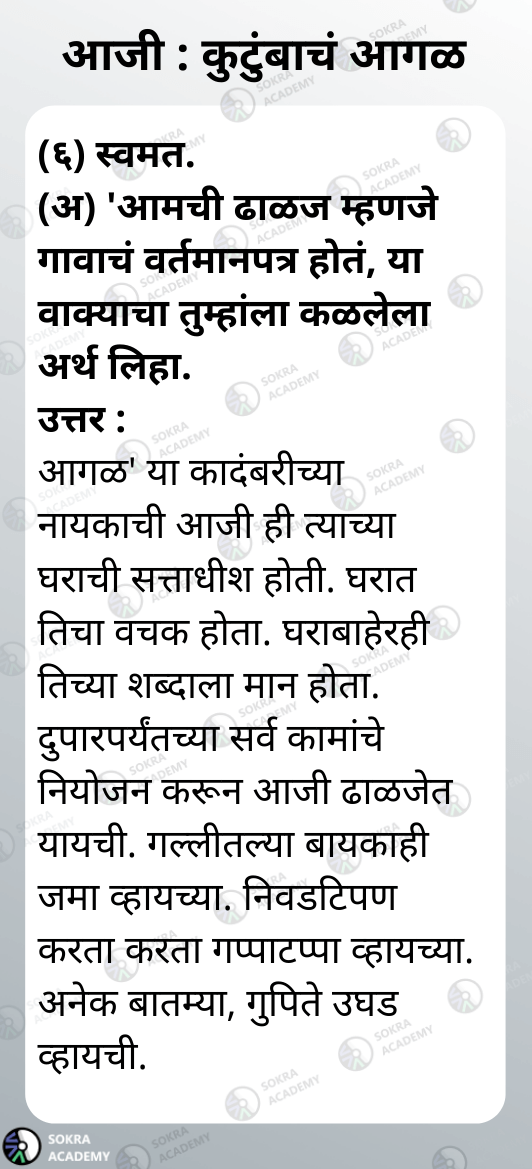 आजी : कुटुंबाचं आगळ
(६) स्वमत.
(अ) 'आमची ढाळज म्हणजे
गावाचं वर्तमानपत्र होतं, या
वाक्याचा तुम्हांला कळलेला
अर्थ लिहा.
उत्तर :
आगळ' या कादंबरीच्या
नायकाची आजी ही त्याच्या
घराची सत्ताधीश होती. घरात
तिचा वचक होता. घराबाहेरही
तिच्या शब्दाला मान होता.
दुपारपर्यंतच्या सर्व कामांचे
नियोजन करून आजी ढाळजेत
यायची. गल्लीतल्या बायकाही
जमा व्हायच्या. निवडटिपण
करता करता गप्पाटप्पा व्हायच्या.
अनेक बातम्या, गुपिते उघड
व्हायची.
SOKRA
ACADEMY